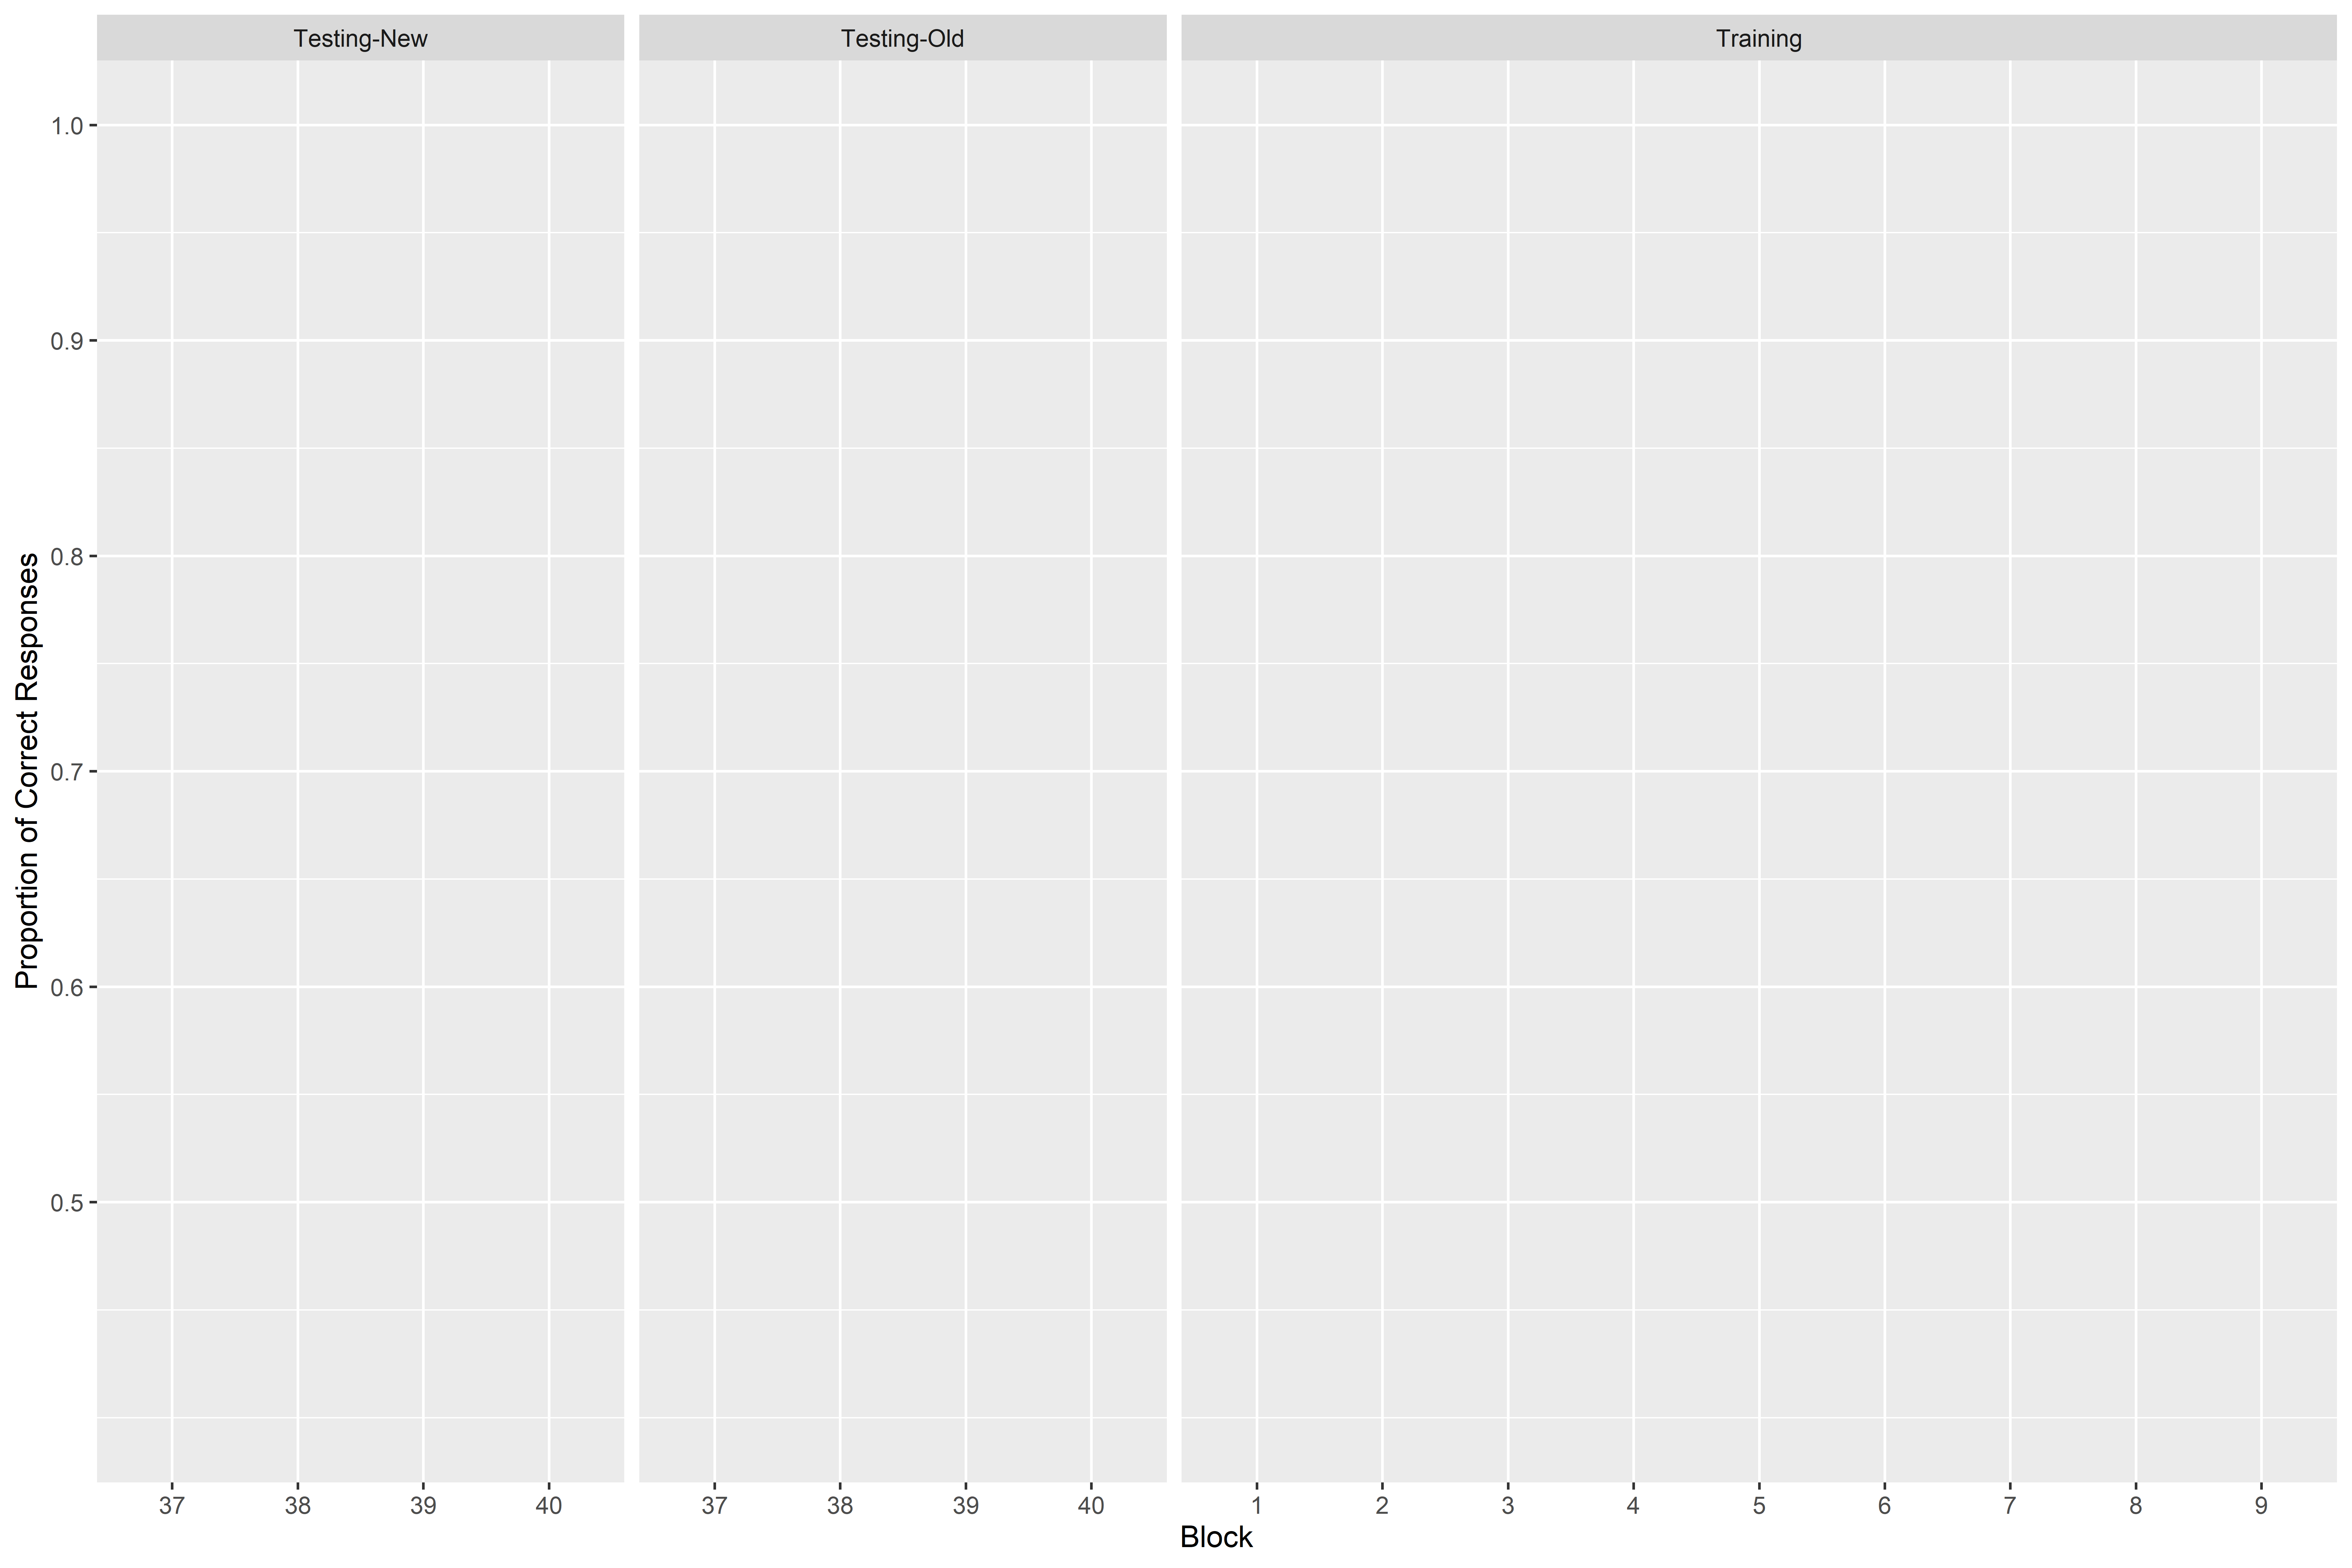 Testing-New
Testing-Old
Training
Proportion of Correct Responses
1.0
0.9
0.8
0.7
0.6
0.5
37 38 39 40
37 38 39 40
1 2 3 4 5 6 7 8 9
Block